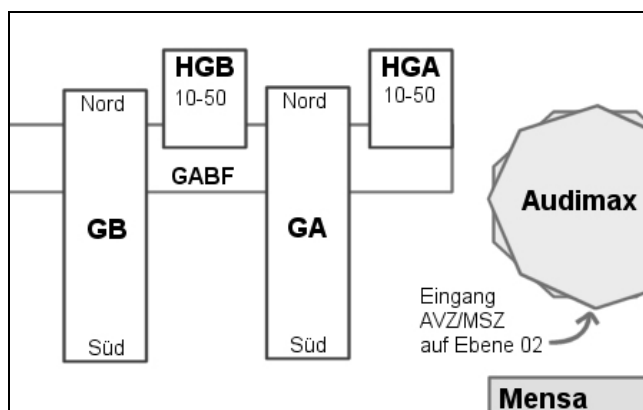 HGB
10-50
HGA
10-50
Nord
Nord
GABF
GB
GA
Audimax
Süd
Süd
Eingang
AVZ/MSZ
auf Ebene 02
Mensa